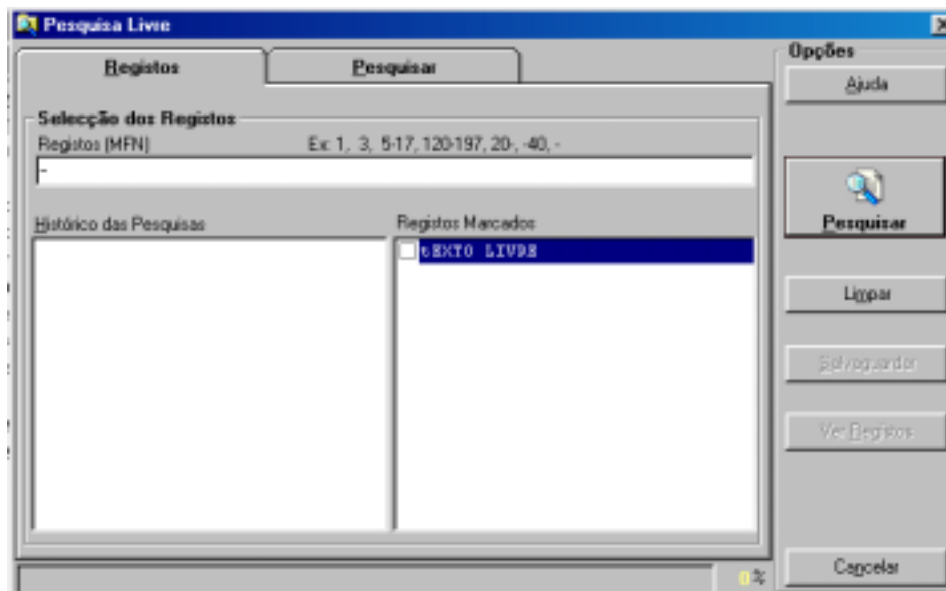 Pesquisa Livre
Registos
Pesquisar
Selecção dos Registos
Registos (MFN) Ex: 1, 3, 5-17, 120-197, 20-, -40, -
-
Histórico das Pesquisas
Registos Marcados
tEXTO LIVRE
Opções
Ajuda
Pesquisar
Limpar
Salvaguardar
Ver Registos
Cancelar
0%